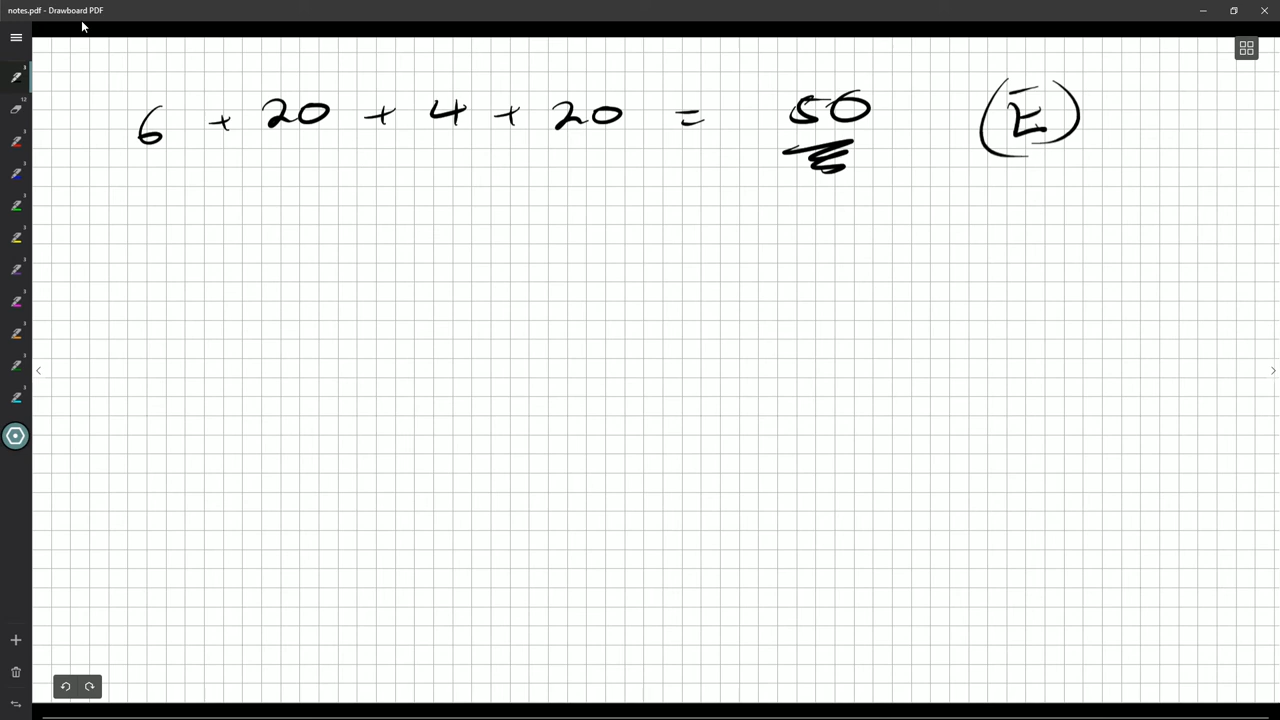 notes.pdf - Drawboard PDF
6 + 20 + 4 + 20 = 50 (E)